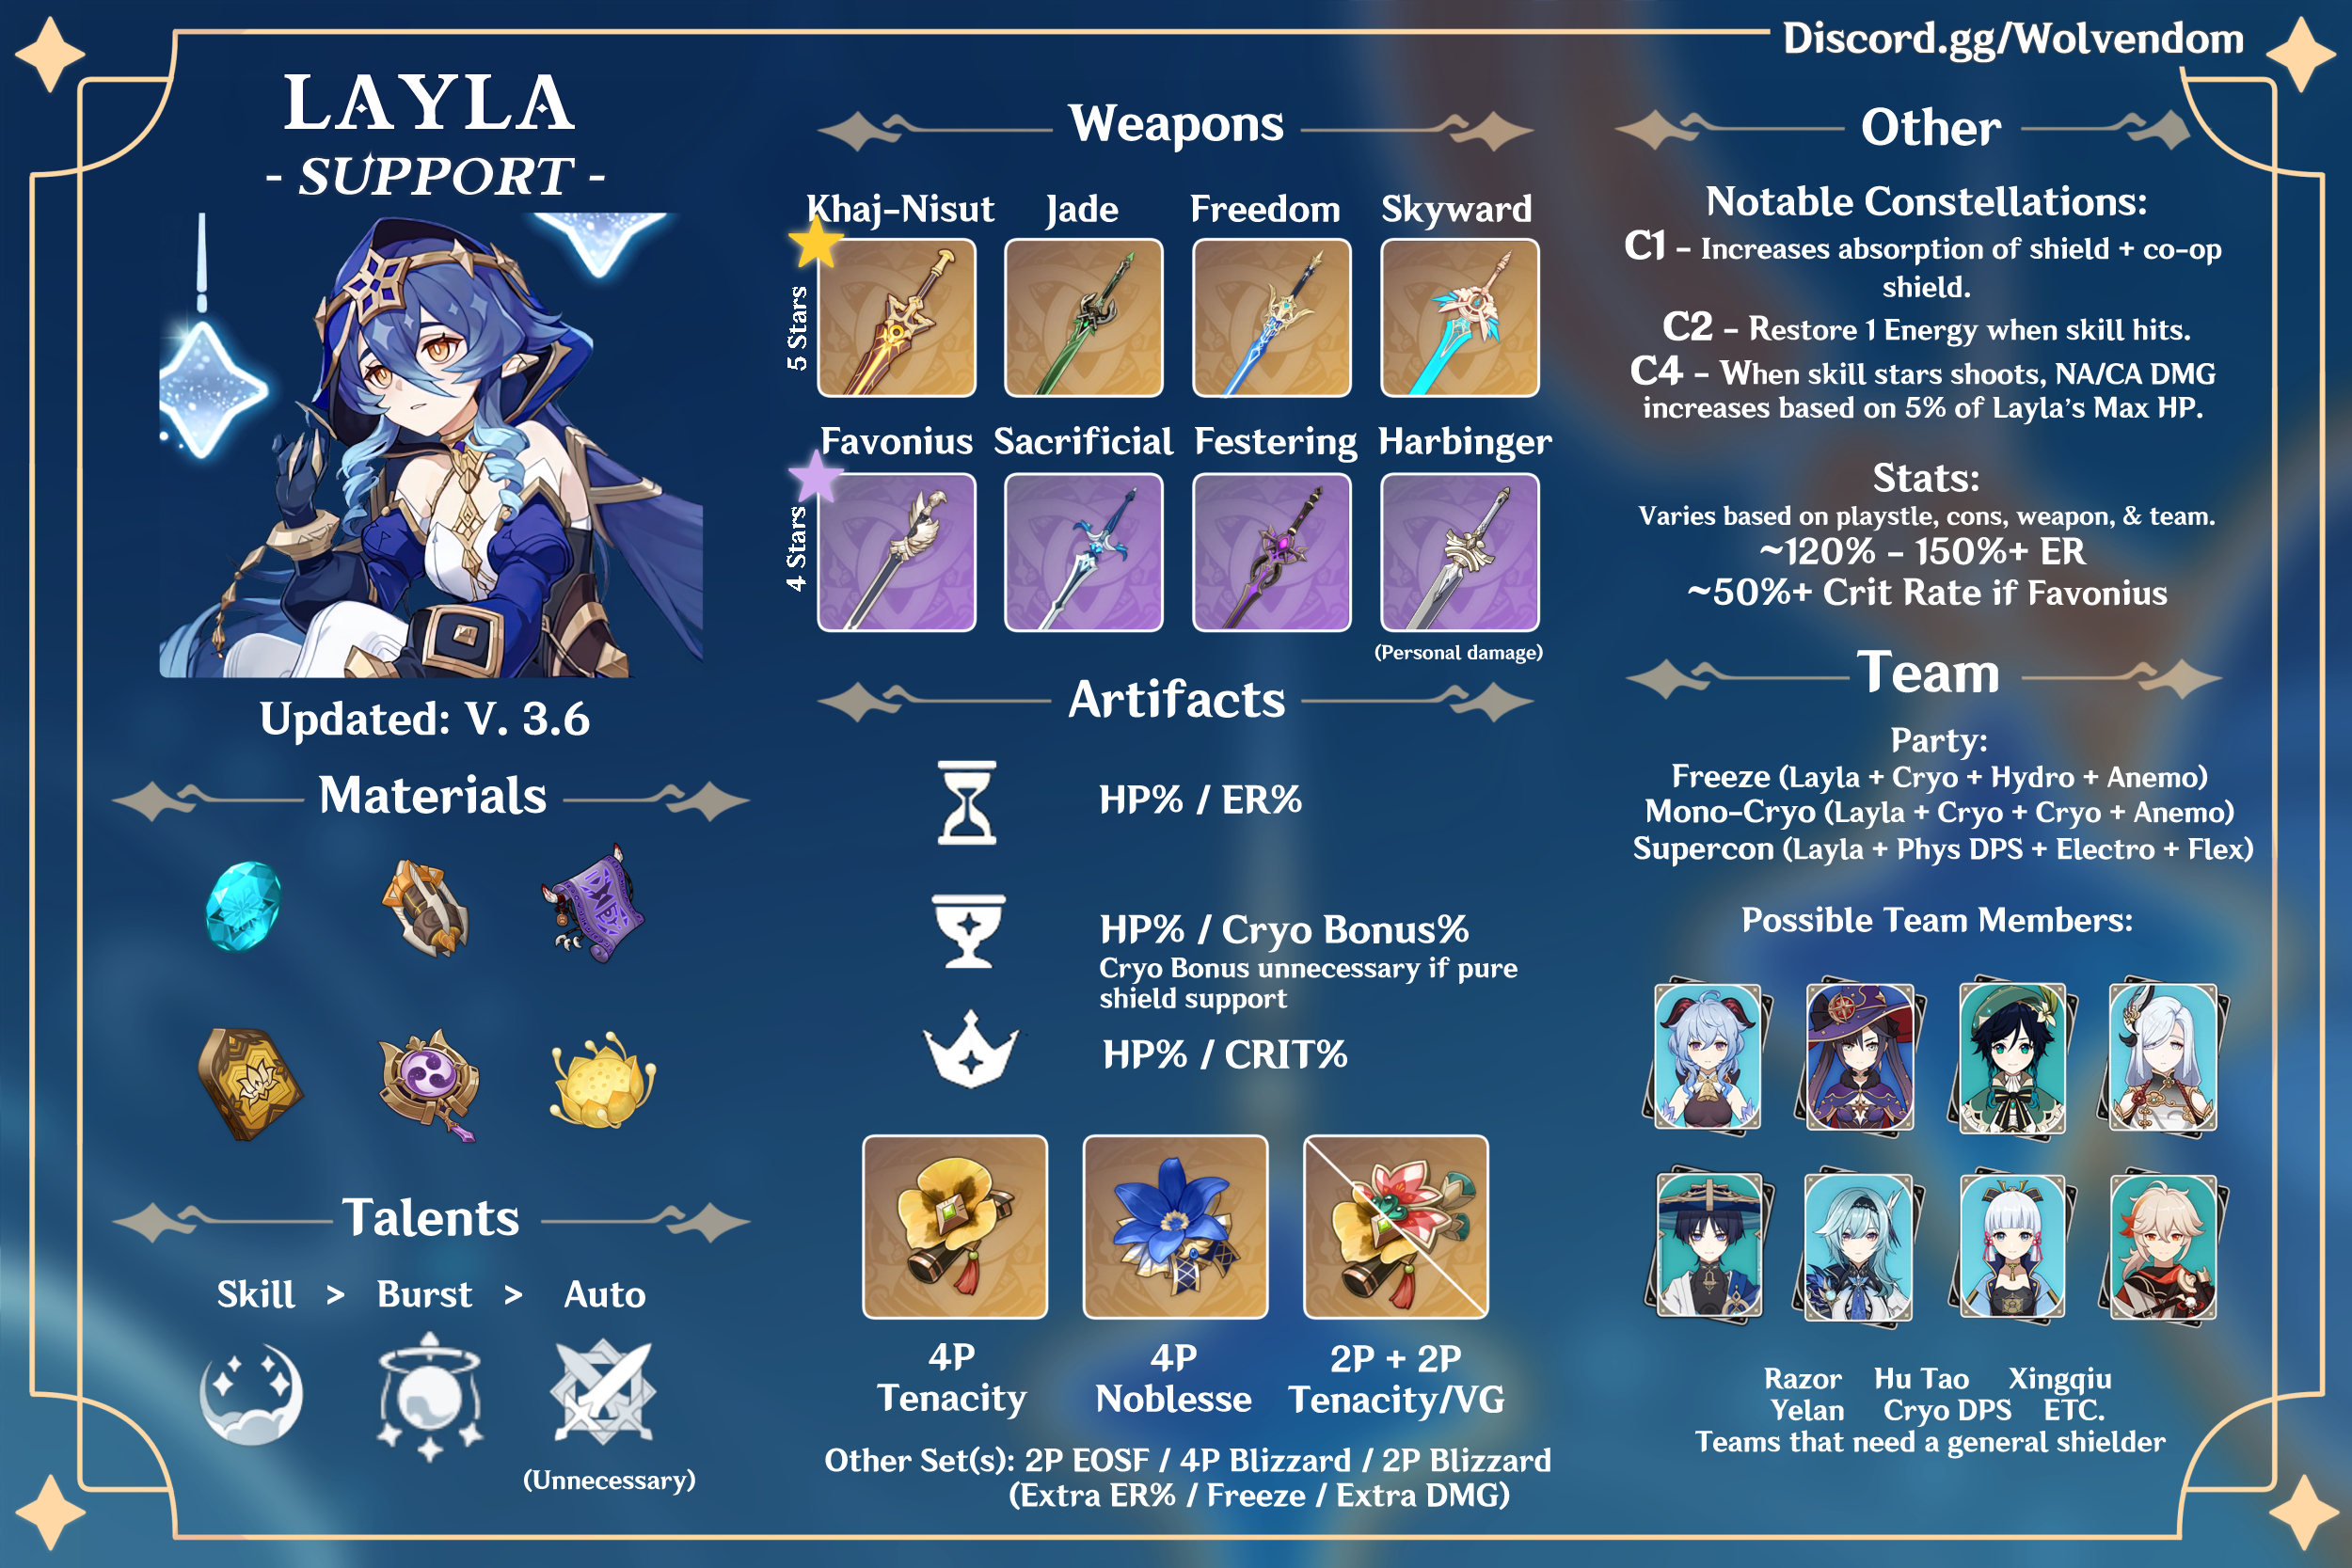 Discord.gg/Wolvendom
LAYLA
- SUPPORT -
Updated: V. 3.6
Materials
Talents
Skill > Burst > Auto
(Unnecessary)
Weapons
Khaj-Nisut Jade Freedom Skyward
5 Stars
Favonius Sacrificial Festering Harbinger
4 Stars
(Personal damage)
Artifacts
HP% / ER%
HP% / Cryo Bonus%
Cryo Bonus unnecessary if pure
shield support
HP% / CRIT%
4P
Tenacity
4P
Noblesse
2P + 2P
Tenacity/VG
Other Set(s): 2P EOSF / 4P Blizzard / 2P Blizzard
(Extra ER% / Freeze / Extra DMG)
Other
Notable Constellations:
C1 - Increases absorption of shield + co-op
shield.
C2 - Restore 1 Energy when skill hits.
C4 - When skill stars shoots, NA/CA DMG
increases based on 5% of Layla's Max HP.
Stats:
Varies based on playstle, cons, weapon, & team.
~120% - 150%+ ER
~50%+ Crit Rate if Favonius
Team
Party:
Freeze (Layla + Cryo + Hydro + Anemo)
Mono-Cryo (Layla + Cryo + Cryo + Anemo)
Supercon (Layla + Phys DPS + Electro + Flex)
Possible Team Members:
Razor Hu Tao Xingqiu
Yelan Cryo DPS ETC.
Teams that need a general shielder